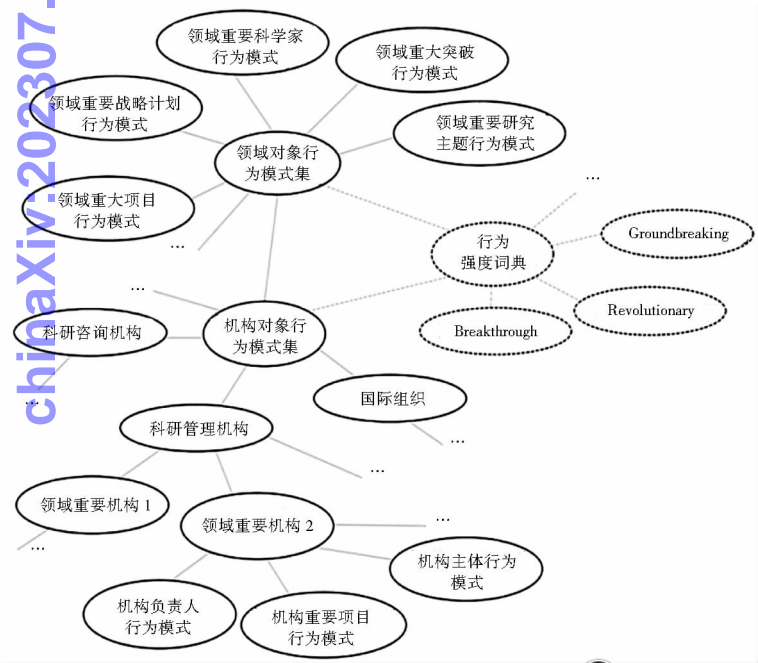 领域重要科学家
行为模式
领域重大突破
行为模式
领域重要战略计划
行为模式
领域重要研究
主题行为模式
领域对象行
为模式集
领域重大项目
行为模式
...
...
行为
强度词典
Groundbreaking
Revolutionary
Breakthrough
...
科研咨询机构
机构对象行
为模式集
...
国际组织
...
科研管理机构
...
领域重要机构 1
...
领域重要机构 2
...
机构主体行为
模式
机构负责人
行为模式
机构重要项目
行为模式
chinaXiv:202307.